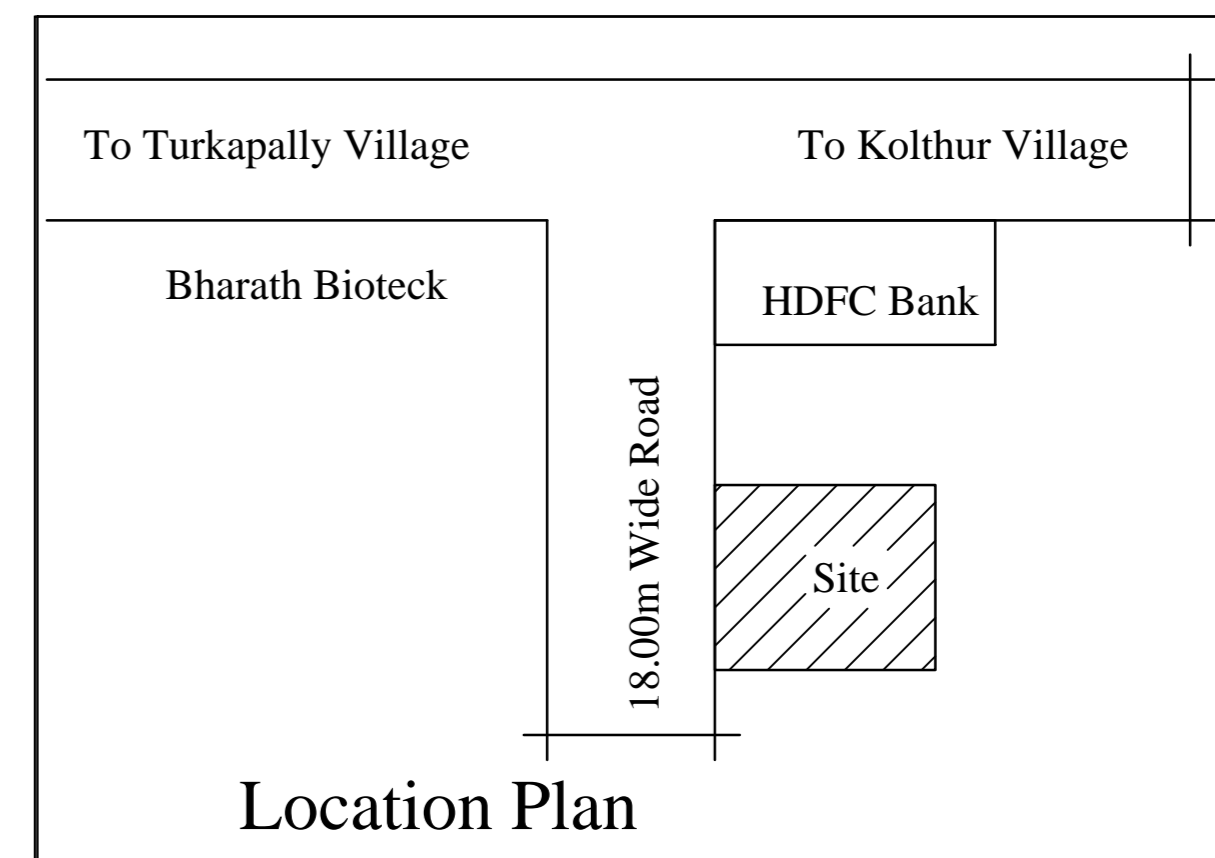 To Turkapally Village
To Kolthur Village
Bharath Bioteck
HDFC Bank
18.00m Wide Road
Site
Location Plan